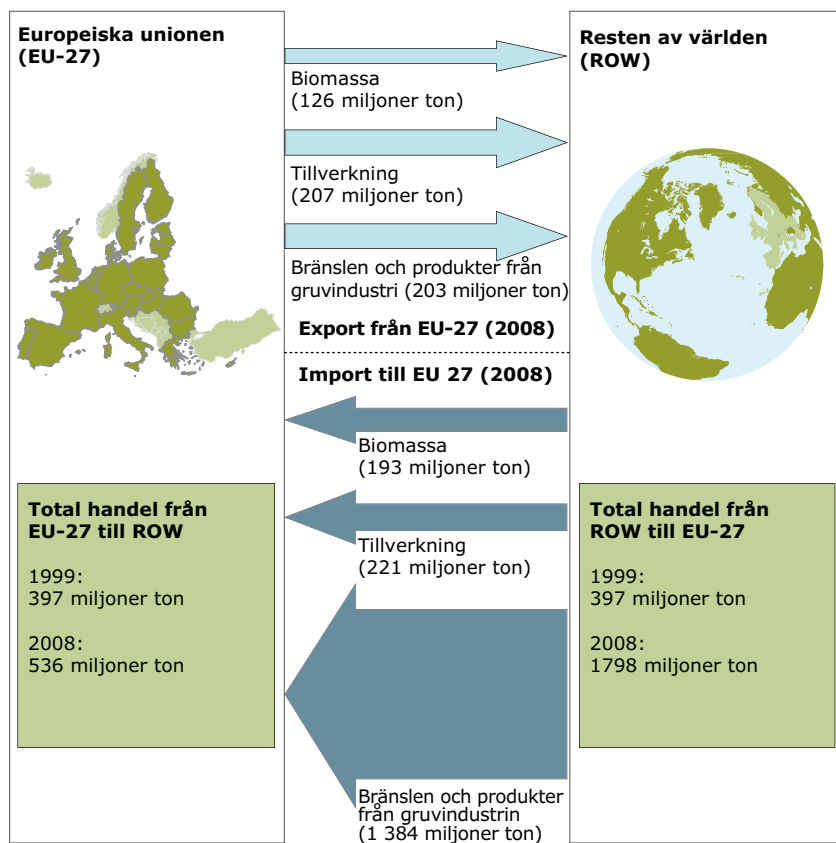 Europeiska unionen
(EU-27)
Biomassa
(126 miljoner ton)
Tillverkning
(207 miljoner ton)
Bränslen och produkter från
gruvindustri (203 miljoner ton)
Export från EU-27 (2008)
Import till EU 27 (2008)
Biomassa
(193 miljoner ton)
Tillverkning
(221 miljoner ton)
Bränslen och produkter
från gruvindustrin
(1 384 miljoner ton)
Resten av världen
(ROW)
Total handel från
EU-27 till ROW
1999:
397 miljoner ton
2008:
536 miljoner ton
Total handel från
ROW till EU-27
1999:
397 miljoner ton
2008:
1798 miljoner ton